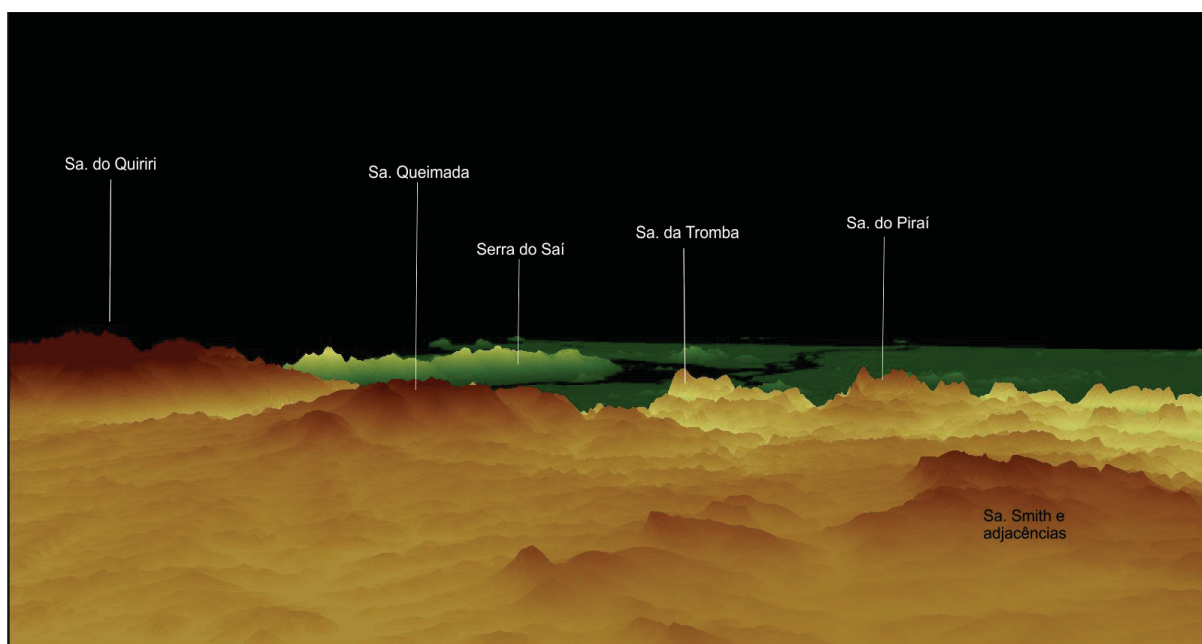 Sa. do Quiriri
Sa. Queimada
Serra do Saí
Sa. da Tromba
Sa. do Piraí
Sa. Smith e
adjacências